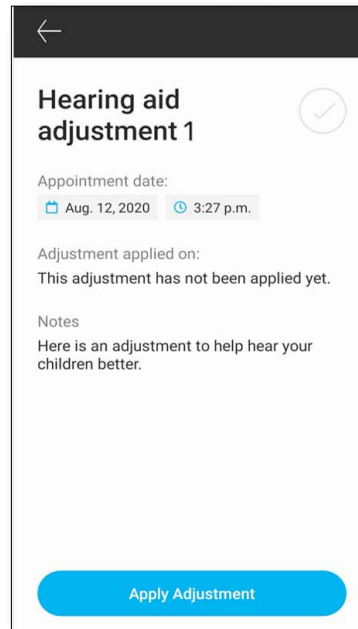 Hearing aid
adjustment 1
Appointment date:
Aug. 12, 2020 3:27 p.m.
Adjustment applied on:
This adjustment has not been applied yet.
Notes
Here is an adjustment to help hear your
children better.
Apply Adjustment